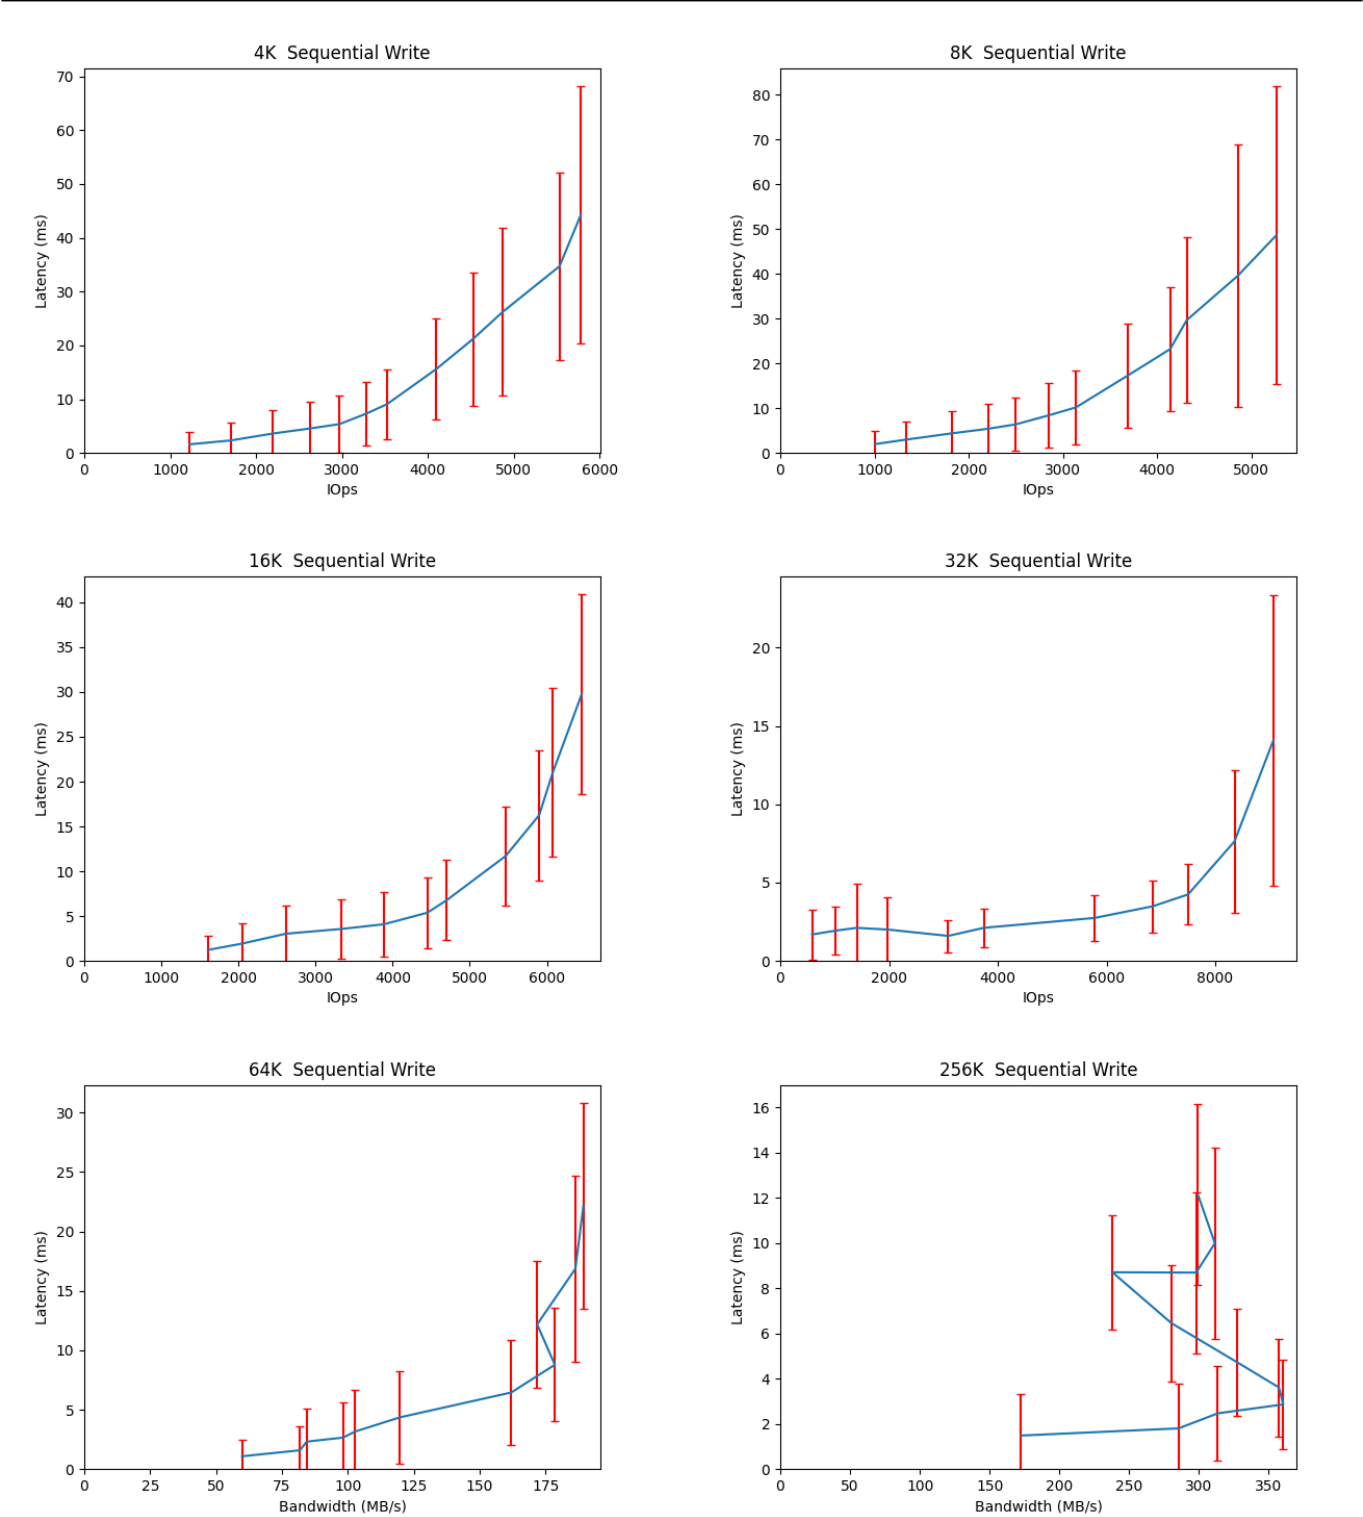 4K  Sequential Write
70
60
50
40
30
20
10
0
Latency (ms)
0 1000 2000 3000 4000 5000 6000
IOps
8K  Sequential Write
80
70
60
50
40
30
20
10
0
Latency (ms)
0 1000 2000 3000 4000 5000
IOps
16K  Sequential Write
40
35
30
25
20
15
10
5
0
Latency (ms)
0 1000 2000 3000 4000 5000 6000
IOps
32K  Sequential Write
20
15
10
5
0
Latency (ms)
0 2000 4000 6000 8000
IOps
64K  Sequential Write
30
25
20
15
10
5
0
Latency (ms)
0 25 50 75 100 125 150 175
Bandwidth (MB/s)
256K  Sequential Write
16
14
12
10
8
6
4
2
0
Latency (ms)
0 50 100 150 200 250 300 350
Bandwidth (MB/s)